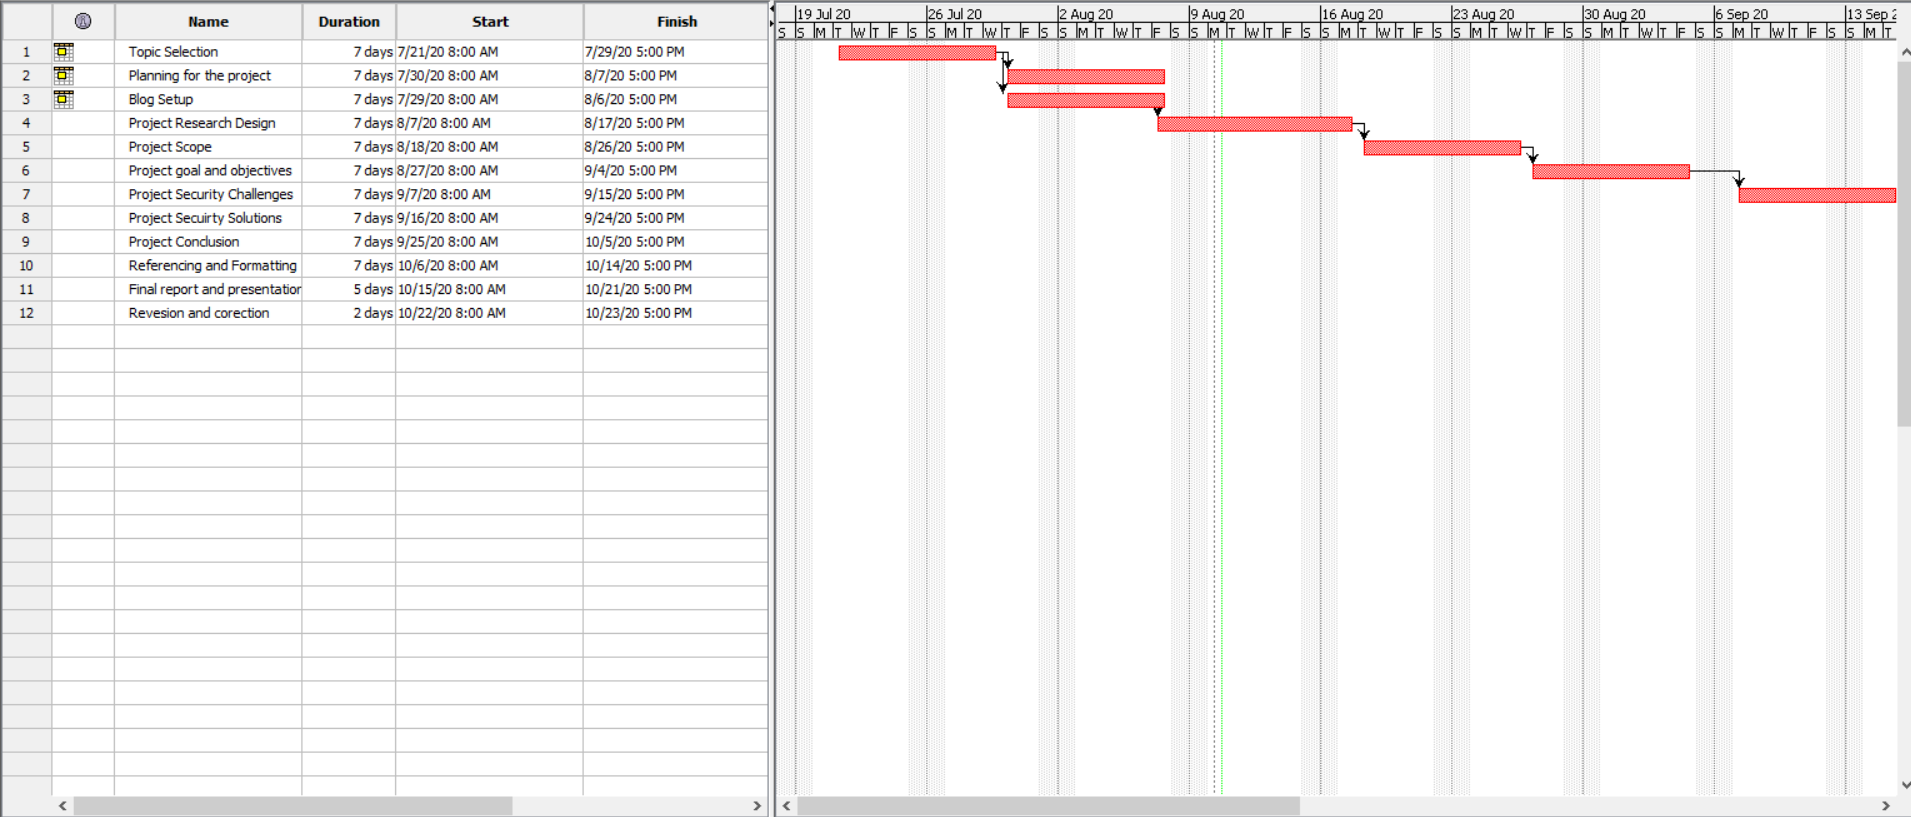 Name Duration Start Finish
1 Topic Selection 7 days 7/21/20 8:00 AM 7/29/20 5:00 PM
2 Planning for the project 7 days 7/30/20 8:00 AM 8/7/20 5:00 PM
3 Blog Setup 7 days 7/29/20 8:00 AM 8/6/20 5:00 PM
4 Project Research Design 7 days 8/7/20 8:00 AM 8/17/20 5:00 PM
5 Project Scope 7 days 8/18/20 8:00 AM 8/26/20 5:00 PM
6 Project goal and objectives 7 days 8/27/20 8:00 AM 9/4/20 5:00 PM
7 Project Security Challenges 7 days 9/7/20 8:00 AM 9/15/20 5:00 PM
8 Project Secuirty Solutions 7 days 9/16/20 8:00 AM 9/24/20 5:00 PM
9 Project Conclusion 7 days 9/25/20 8:00 AM 10/5/20 5:00 PM
10 Referencing and Formatting 7 days 10/6/20 8:00 AM 10/14/20 5:00 PM
11 Final report and presentation 5 days 10/15/20 8:00 AM 10/21/20 5:00 PM
12 Revesion and corection 2 days 10/22/20 8:00 AM 10/23/20 5:00 PM
19 Jul 20 26 Jul 20 2 Aug 20 9 Aug 20 16 Aug 20 23 Aug 20 30 Aug 20 6 Sep 20 13 Sep 2
S S M T W T F S S M T W T F S S M T W T F S S M T W T F S S M T W T F S S M T W T F S S M T W T F S S M T W T F S S M T